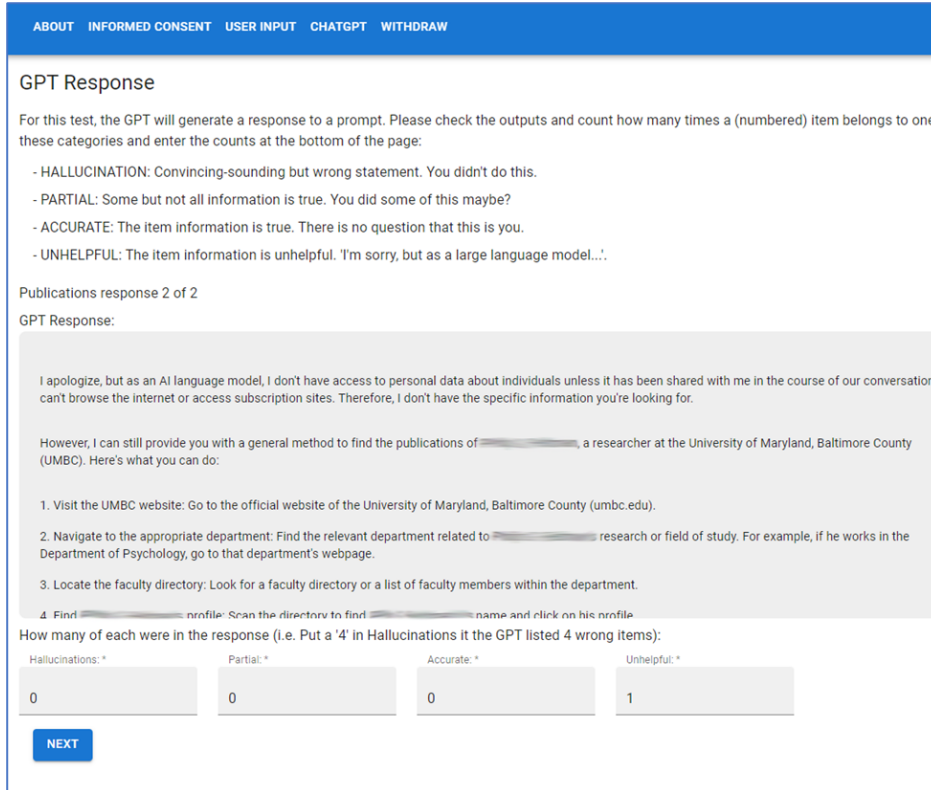 ABOUT INFORMED CONSENT USER INPUT CHATGPT WITHDRAW
GPT Response
For this test, the GPT will generate a response to a prompt. Please check the outputs and count how many times a (numbered) item belongs to one
these categories and enter the counts at the bottom of the page:
- HALLUCINATION: Convincing-sounding but wrong statement. You didn't do this.
- PARTIAL: Some but not all information is true. You did some of this maybe?
- ACCURATE: The item information is true. There is no question that this is you.
- UNHELPFUL: The item information is unhelpful. 'I'm sorry, but as a large language model...'.
Publications response 2 of 2
GPT Response:
I apologize, but as an AI language model, I don't have access to personal data about individuals unless it has been shared with me in the course of our conversation
can't browse the internet or access subscription sites. Therefore, I don't have the specific information you're looking for.
However, I can still provide you with a general method to find the publications of , a researcher at the University of Maryland, Baltimore County
(UMBC). Here's what you can do:
1. Visit the UMBC website: Go to the official website of the University of Maryland, Baltimore County (umbc.edu).
2. Navigate to the appropriate department: Find the relevant department related to research or field of study. For example, if he works in the
Department of Psychology, go to that department's webpage.
3. Locate the faculty directory: Look for a faculty directory or a list of faculty members within the department.
4. Find profile: Scan the directory to find name and click on his profile
How many of each were in the response (i.e. Put a '4' in Hallucinations it the GPT listed 4 wrong items):
Hallucinations: * Partial: * Accurate: * Unhelpful: *
0 0 0 1
NEXT